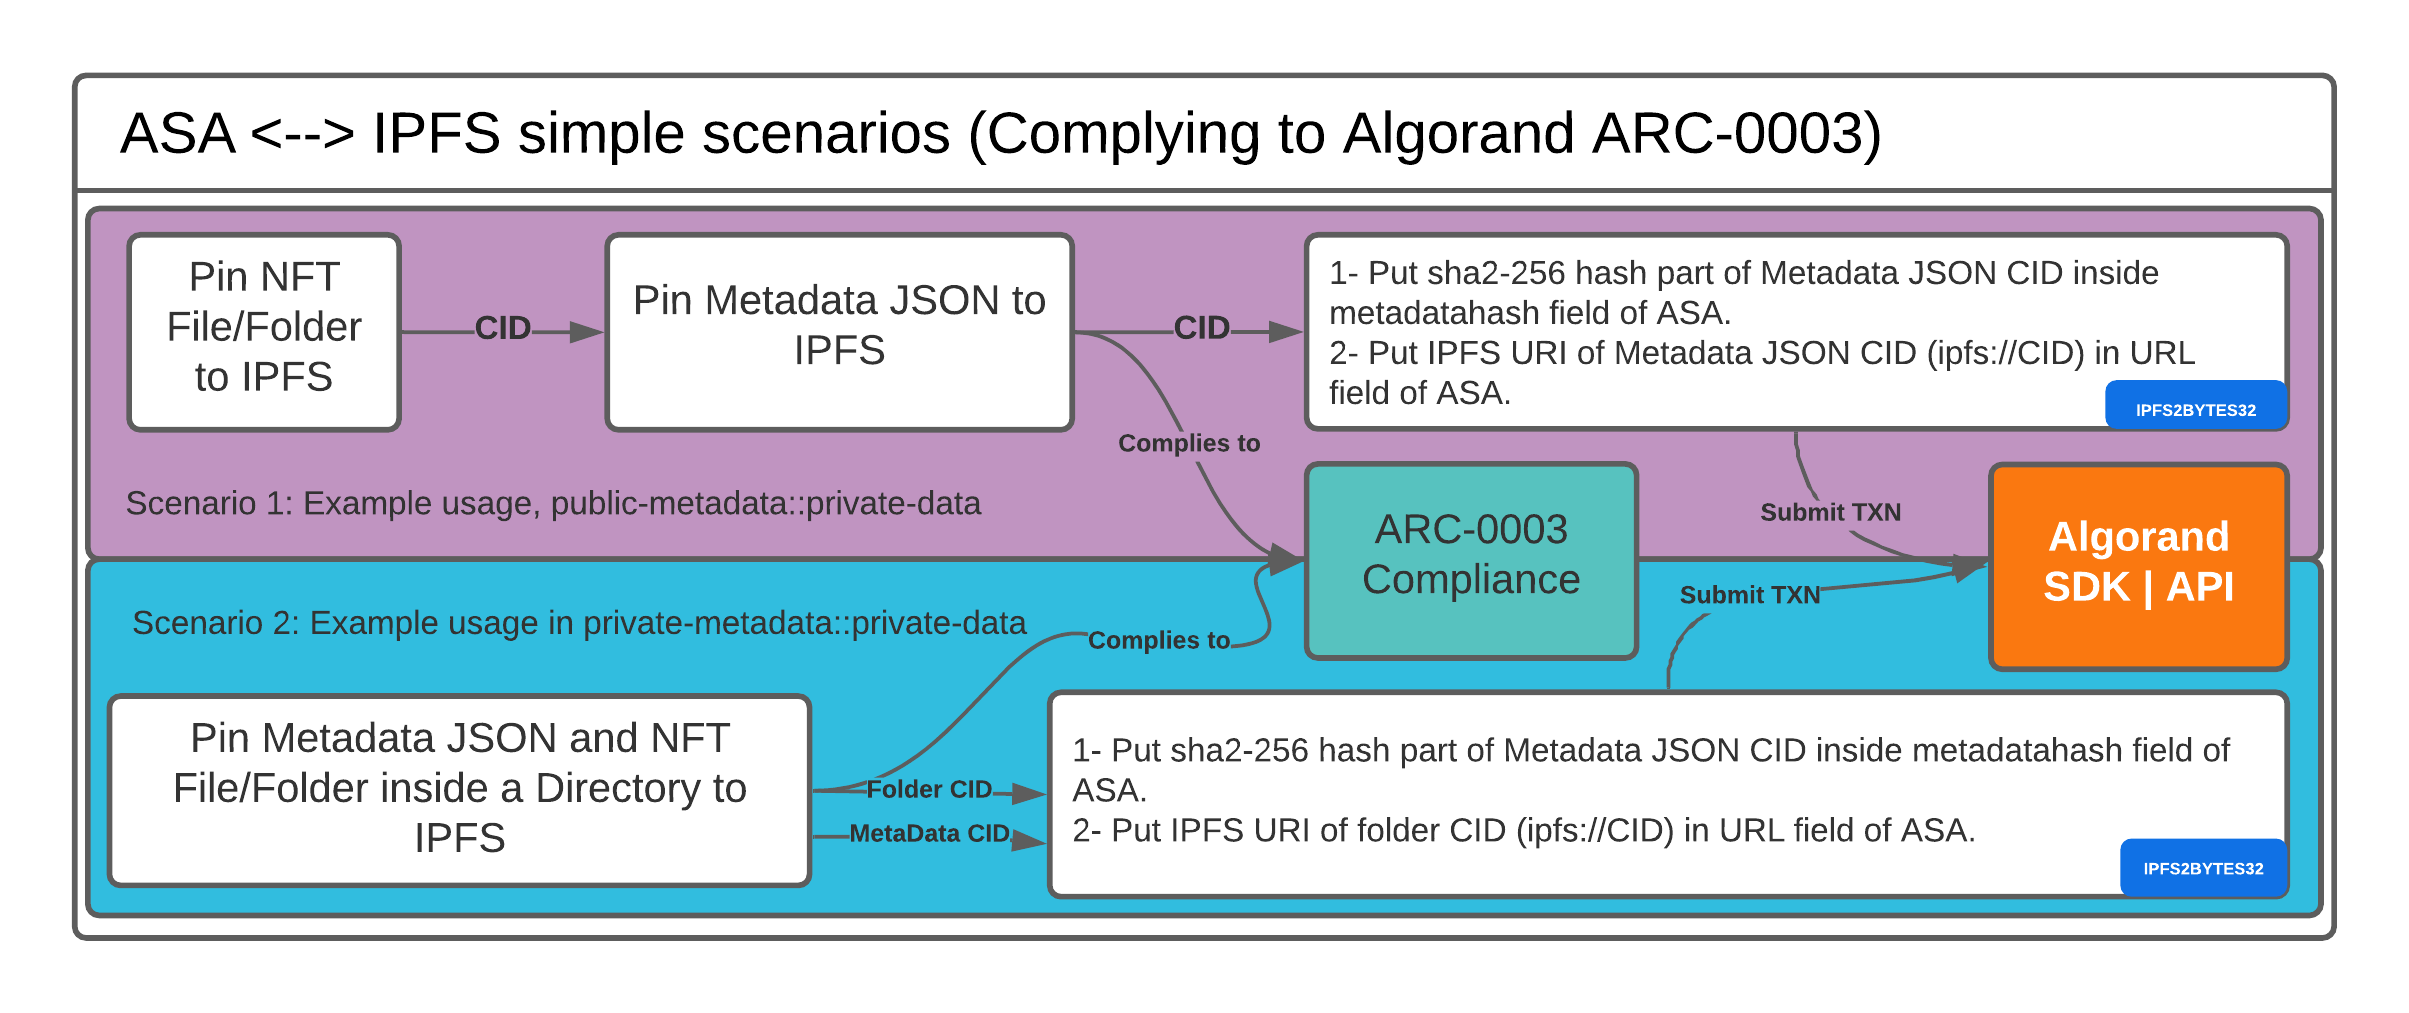 ASA <--> IPFS simple scenarios (Complying to Algorand ARC-0003)
Pin NFT
File/Folder
to IPFS
CID
Pin Metadata JSON to
IPFS
CID
1- Put sha2-256 hash part of Metadata JSON CID inside
metadatahash field of ASA.
2- Put IPFS URI of Metadata JSON CID (ipfs://CID) in URL
field of ASA.
IPFS2BYTES32
Complies to
Scenario 1: Example usage, public-metadata::private-data
ARC-0003
Compliance
Submit TXN
Algorand
SDK | API
Submit TXN
Scenario 2: Example usage in private-metadata::private-data
Complies to
Pin Metadata JSON and NFT
File/Folder inside a Directory to
IPFS
Folder CID
MetaData CID
1- Put sha2-256 hash part of Metadata JSON CID inside metadatahash field of
ASA.
2- Put IPFS URI of folder CID (ipfs://CID) in URL field of ASA.
IPFS2BYTES32